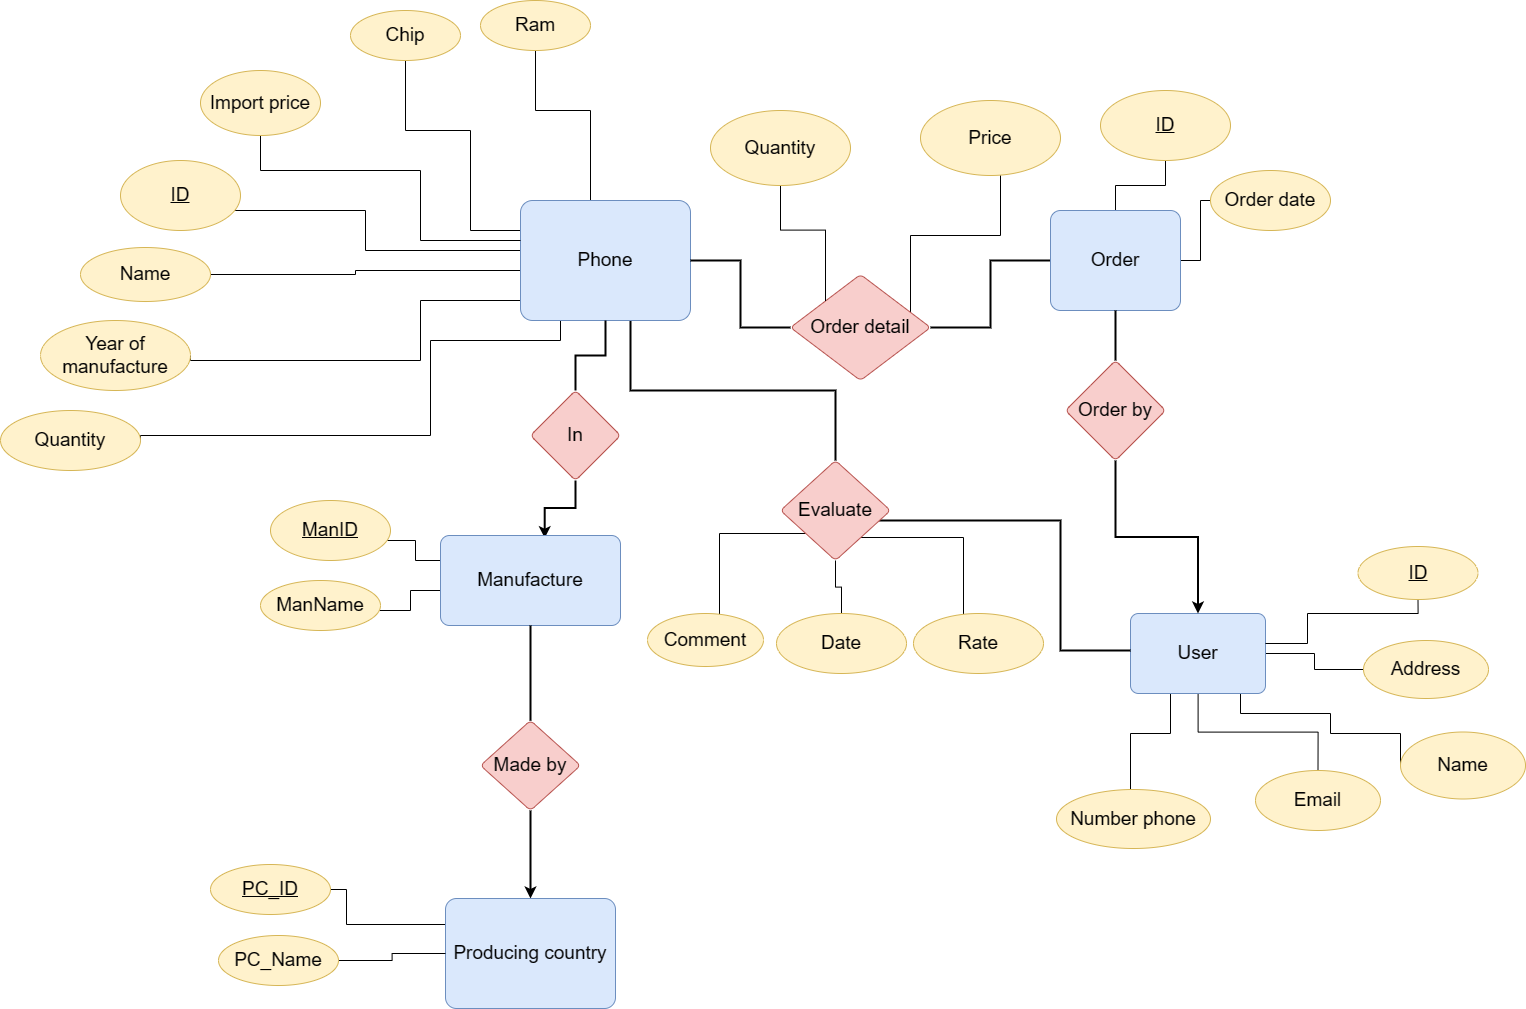 Ram
Chip
Import price
ID
Name
Year of
manufacture
Quantity
Phone
Quantity
Price
ID
Order date
Order
Order detail
Order by
In
Evaluate
ManID
ManName
Manufacture
Comment
Date
Rate
User
ID
Address
Name
Email
Number phone
Made by
PC_ID
PC_Name
Producing country